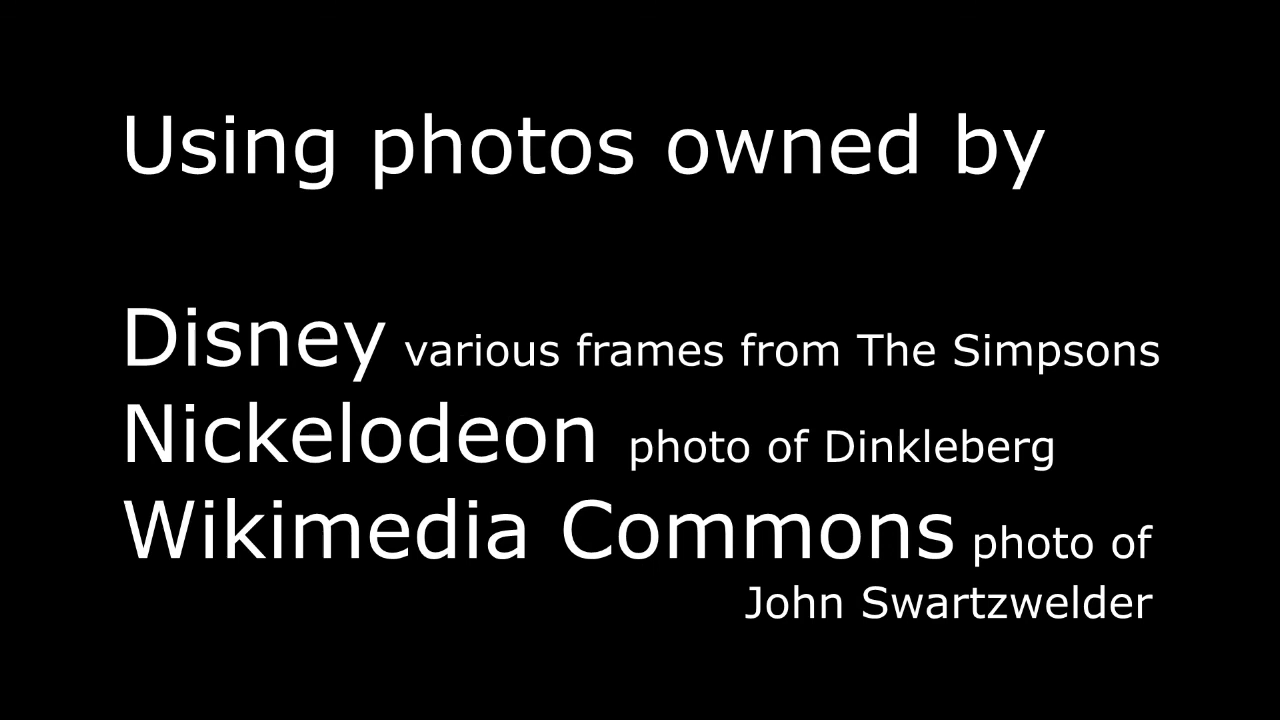 Using photos owned by
Disney various frames from The Simpsons
Nickelodeon photo of Dinkleberg
Wikimedia Commons photo of
John Swartzwelder